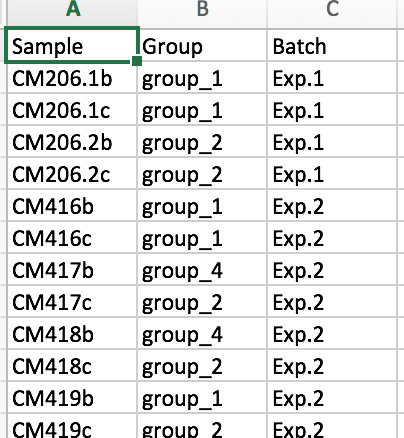 A B C
Sample Group Batch
CM206.1b group_1 Exp.1
CM206.1c group_1 Exp.1
CM206.2b group_2 Exp.1
CM206.2c group_2 Exp.1
CM416b group_1 Exp.2
CM416c group_1 Exp.2
CM417b group_4 Exp.2
CM417c group_2 Exp.2
CM418b group_4 Exp.2
CM418c group_2 Exp.2
CM419b group_1 Exp.2
CM419c group_2 Exp.2